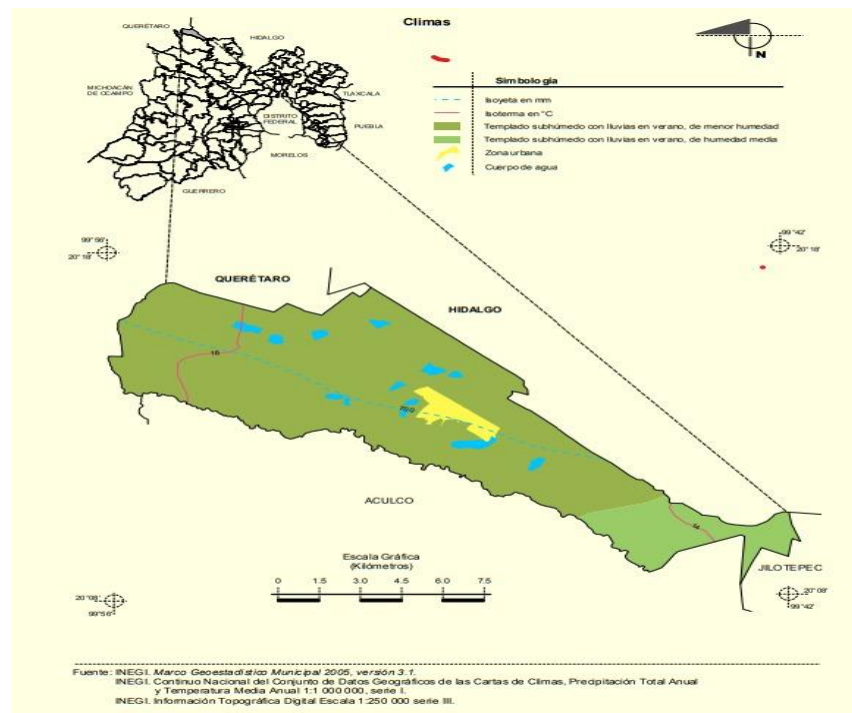 Climas
QUERÉTARO
HIDALGO
MICHOACÁN
DE OCAMPO
TLAXCALA
DISTRITO
FEDERAL
PUEBLA
MORELOS
GUERRERO
N
Simbología
Isoyeta en mm
Isoterma en °C
Templado subhúmedo con lluvias en verano, de menor humedad
Templado subhúmedo con lluvias en verano, de humedad media
Zona urbana
Cuerpo de agua
99°56'
20°18'
99°42'
20°18'
QUERÉTARO
HIDALGO
16
700
ACULCO
JILOTEPEC
Escala Gráfica
(Kilómetros)
0 1.5 3.0 4.5 6.0 7.5
20°08'
99°56'
20°08'
99°42'
Fuente: INEGI. Marco Geoestadístico Municipal 2005, versión 3.1.
INEGI. Continuo Nacional del Conjunto de Datos Geográficos de las Cartas de Climas, Precipitación Total Anual
y Temperatura Media Anual 1:1 000 000, serie I.
INEGI. Información Topográfica Digital Escala 1:250 000 serie III.